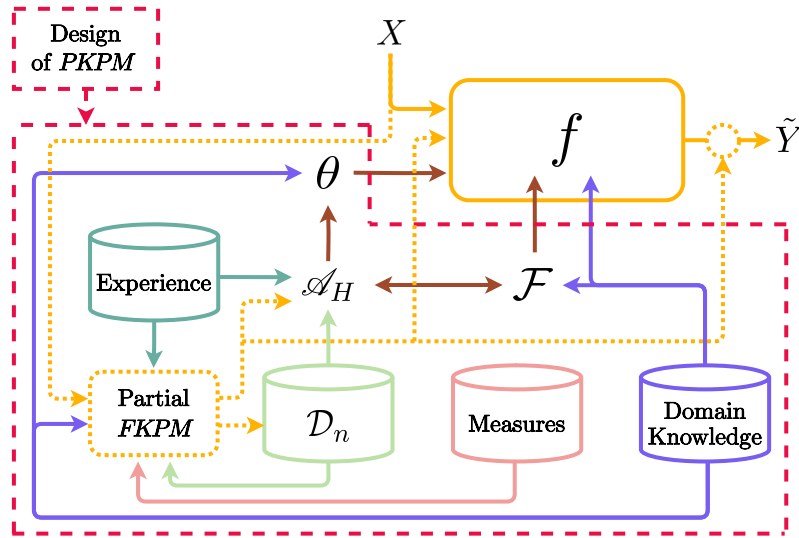 Design
of PKPM
X
f
Ỹ
θ
Experience
𝒜_H
ℱ
Partial
FKPM
𝒟_n
Measures
Domain
Knowledge